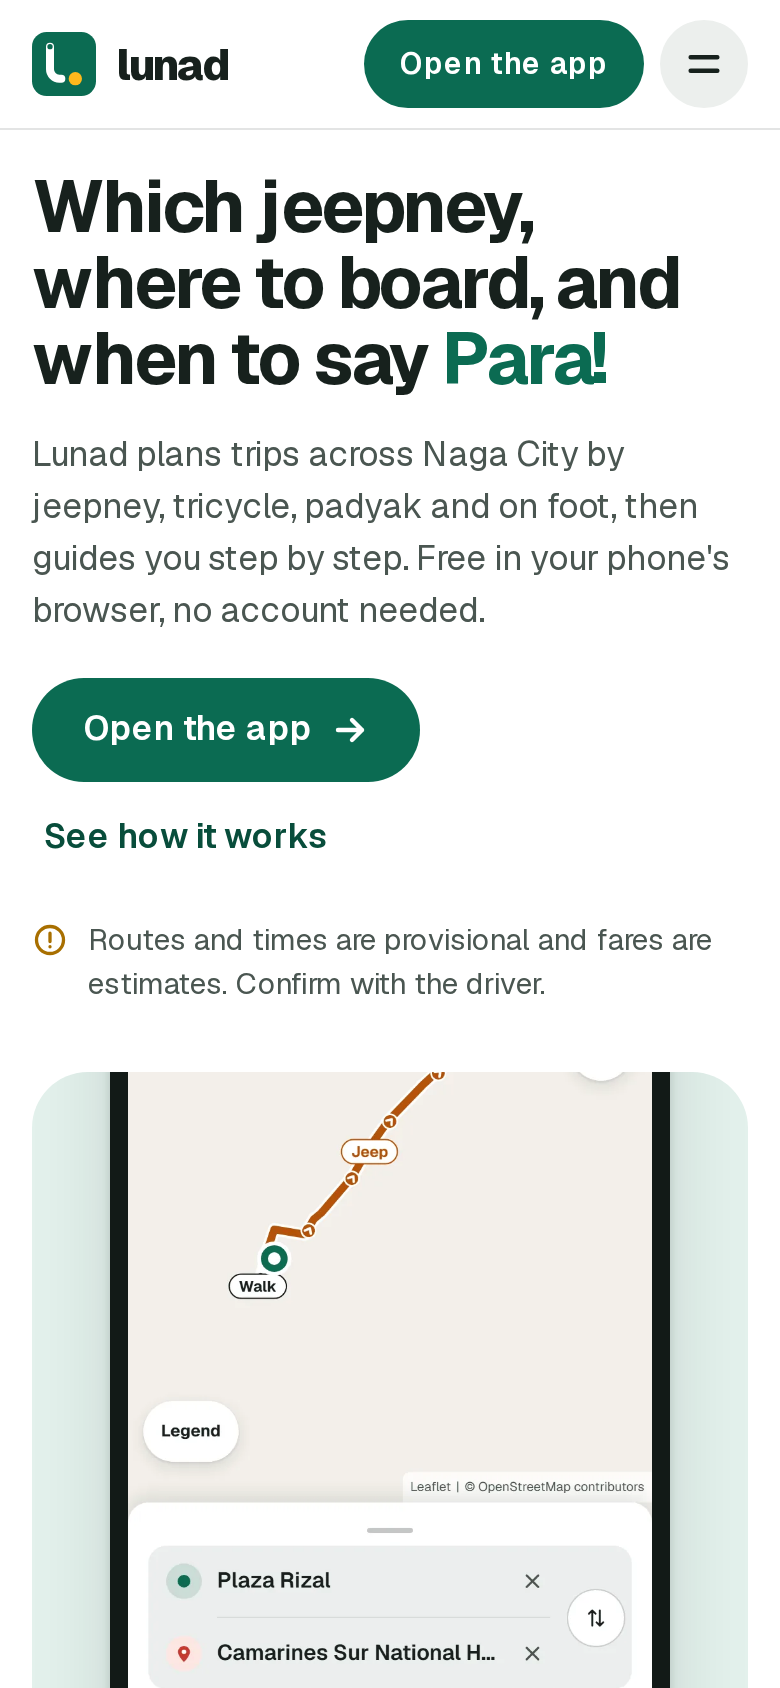 lunad
Open the app
Which jeepney,
where to board, and
when to say Para!
Lunad plans trips across Naga City by
jeepney, tricycle, padyak and on foot, then
guides you step by step. Free in your phone's
browser, no account needed.
Open the app →
See how it works
Routes and times are provisional and fares are
estimates. Confirm with the driver.
Jeep
Walk
Legend
Leaflet | © OpenStreetMap contributors
Plaza Rizal
Camarines Sur National H...